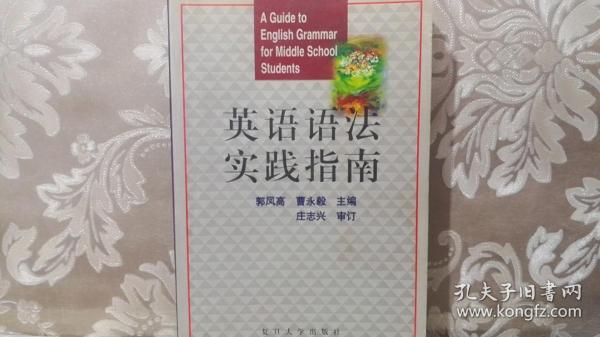 A Guide to
English Grammar
for Middle School
Students
英语语法
实践指南
郭凤高 曹永毅 主编
庄志兴 审订
复旦大学出版社
孔夫子旧书网
www.kongfz.com